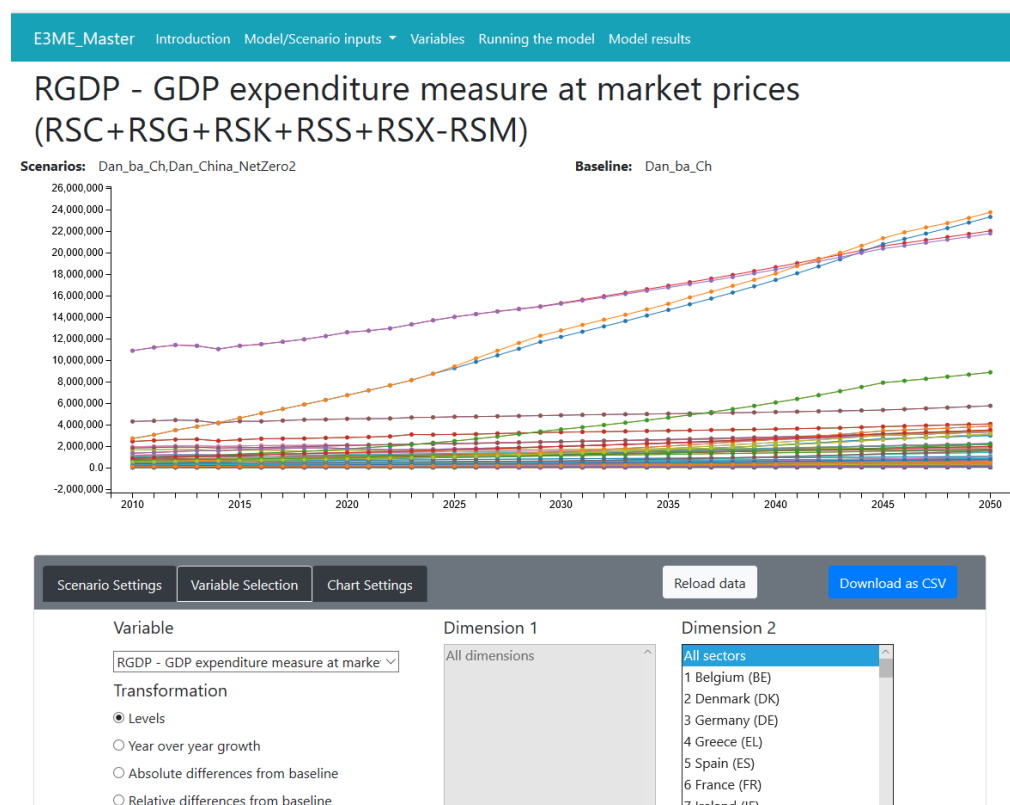 E3ME_Master Introduction Model/Scenario inputs Variables Running the model Model results
RGDP - GDP expenditure measure at market prices
(RSC+RSG+RSK+RSS+RSX-RSM)
Scenarios: Dan_ba_Ch,Dan_China_NetZero2 Baseline: Dan_ba_Ch
26,000,000
24,000,000
22,000,000
20,000,000
18,000,000
16,000,000
14,000,000
12,000,000
10,000,000
8,000,000
6,000,000
4,000,000
2,000,000
0.0
-2,000,000
2010 2015 2020 2025 2030 2035 2040 2045 2050
Scenario Settings Variable Selection Chart Settings Reload data Download as CSV
Variable Dimension 1 Dimension 2
RGDP - GDP expenditure measure at marke All dimensions All sectors
1 Belgium (BE)
Transformation 2 Denmark (DK)
Levels 3 Germany (DE)
4 Greece (EL)
Year over year growth 5 Spain (ES)
Absolute differences from baseline 6 France (FR)
Relative differences from baseline 7 Ireland (IE)